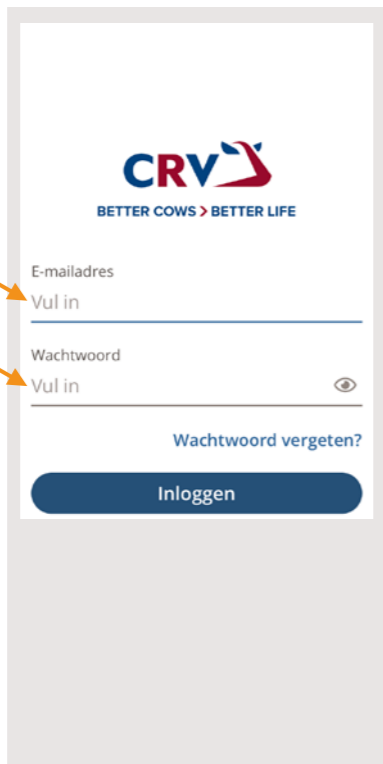 CRV
BETTER COWS > BETTER LIFE
E-mailadres
Vul in
Wachtwoord
Vul in
Wachtwoord vergeten?
Inloggen